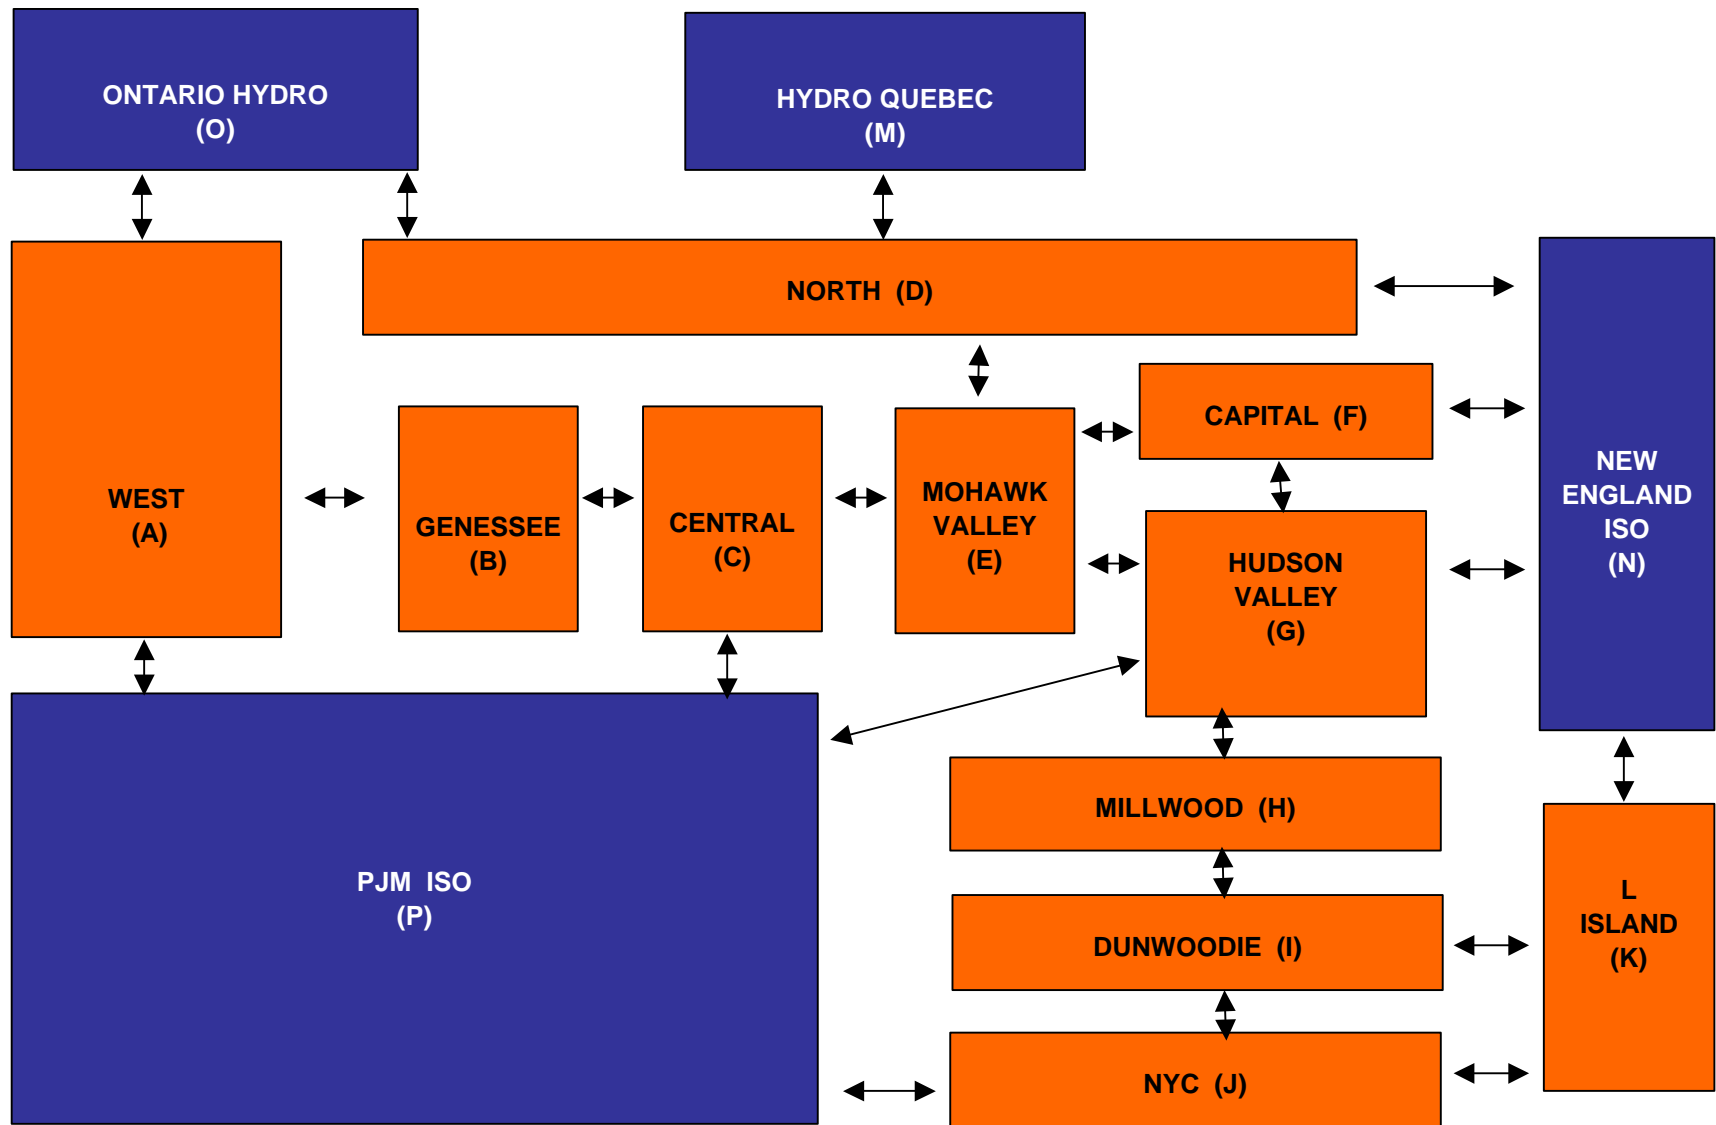 ONTARIO HYDRO
(O)
HYDRO QUEBEC
(M)
NORTH (D)
CAPITAL (F)
WEST
(A)
GENESSEE
(B)
CENTRAL
(C)
MOHAWK
VALLEY
(E)
HUDSON
VALLEY
(G)
NEW
ENGLAND
ISO
(N)
MILLWOOD (H)
PJM ISO
(P)
DUNWOODIE (I)
L
ISLAND
(K)
NYC (J)